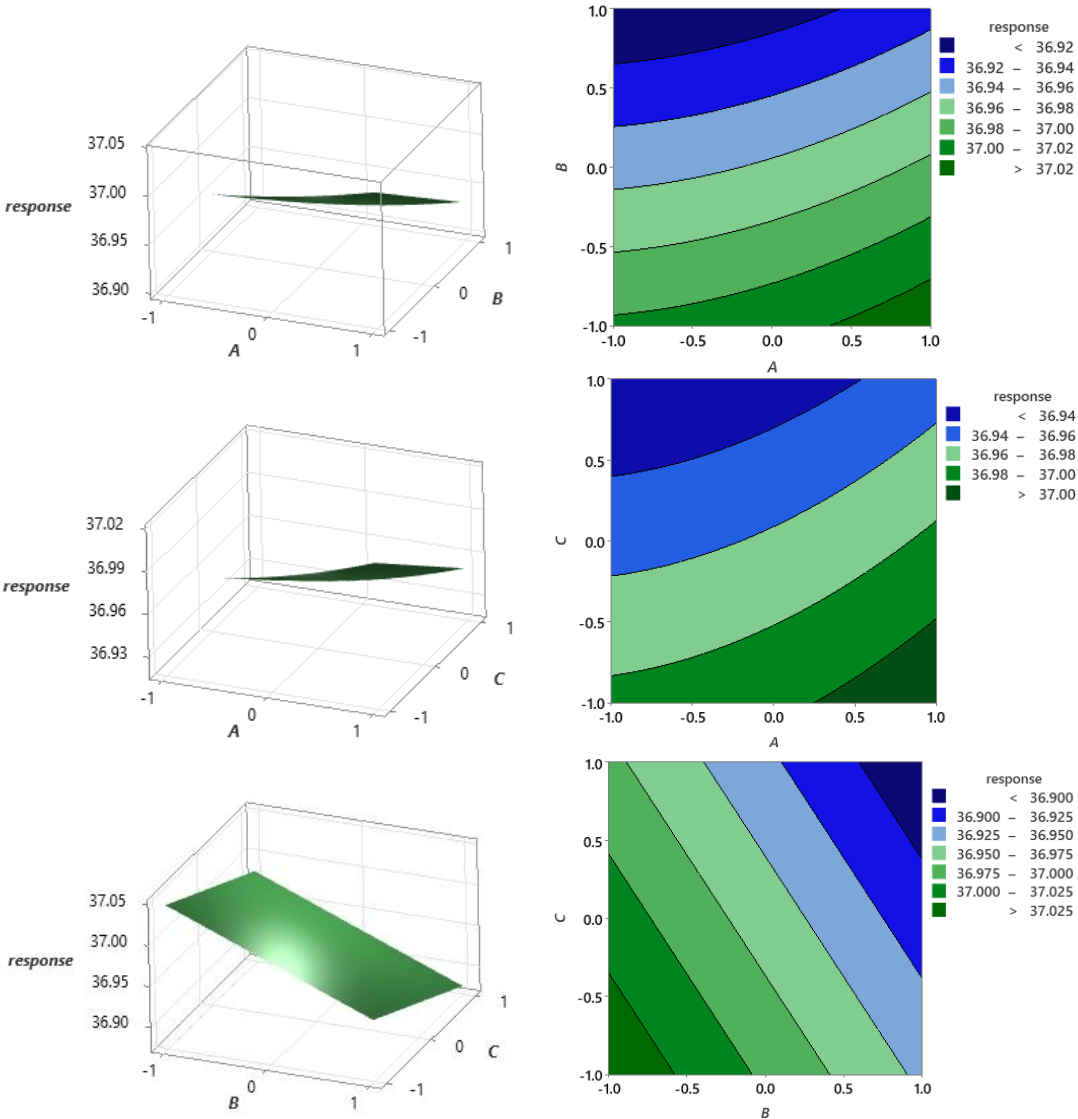 37.05
37.00
36.95
36.90
response
-1
0
1
A
-1
0
1
B
1.0
0.5
0.0
-0.5
-1.0
B
-1.0
-0.5
0.0
0.5
1.0
A
response
< 36.92
36.92 – 36.94
36.94 – 36.96
36.96 – 36.98
36.98 – 37.00
37.00 – 37.02
> 37.02
37.02
36.99
36.96
36.93
response
-1
0
1
A
-1
0
1
C
1.0
0.5
0.0
-0.5
-1.0
C
-1.0
-0.5
0.0
0.5
1.0
A
response
< 36.94
36.94 – 36.96
36.96 – 36.98
36.98 – 37.00
> 37.00
37.05
37.00
36.95
36.90
response
-1
0
1
B
-1
0
1
C
1.0
0.5
0.0
-0.5
-1.0
C
-1.0
-0.5
0.0
0.5
1.0
B
response
< 36.900
36.900 – 36.925
36.925 – 36.950
36.950 – 36.975
36.975 – 37.000
37.000 – 37.025
> 37.025